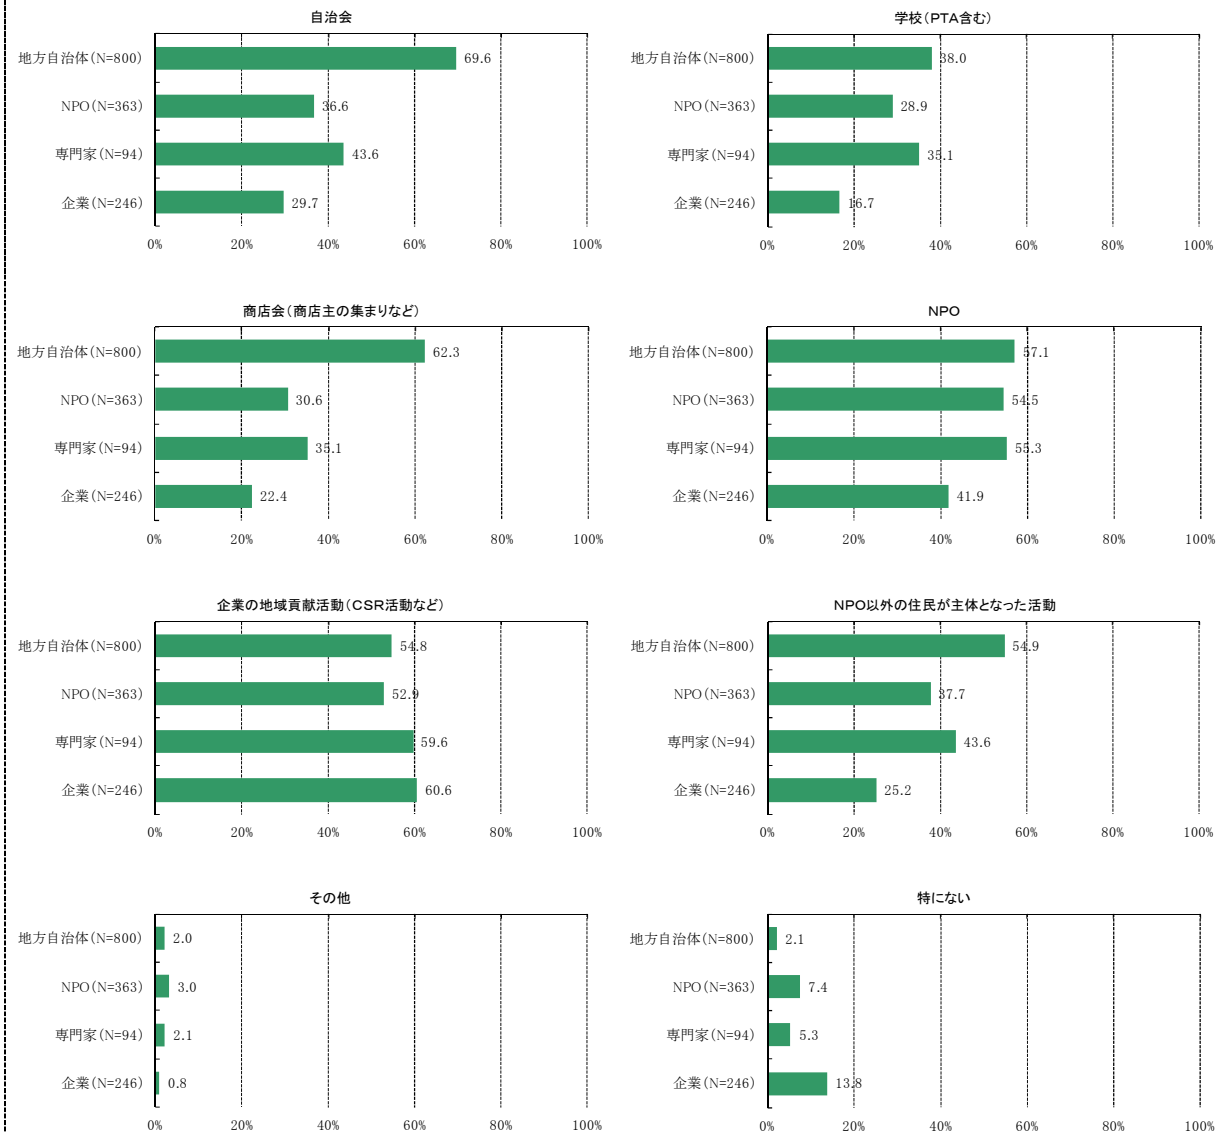 自治会
地方自治体(N=800)
69.6
NPO(N=363)
36.6
専門家(N=94)
43.6
企業(N=246)
29.7
0% 20% 40% 60% 80% 100%
学校(PTA含む)
地方自治体(N=800)
38.0
NPO(N=363)
28.9
専門家(N=94)
35.1
企業(N=246)
16.7
0% 20% 40% 60% 80% 100%
商店会(商店主の集まりなど)
地方自治体(N=800)
62.3
NPO(N=363)
30.6
専門家(N=94)
35.1
企業(N=246)
22.4
0% 20% 40% 60% 80% 100%
NPO
地方自治体(N=800)
57.1
NPO(N=363)
54.5
専門家(N=94)
55.3
企業(N=246)
41.9
0% 20% 40% 60% 80% 100%
企業の地域貢献活動(CSR活動など)
地方自治体(N=800)
54.8
NPO(N=363)
52.9
専門家(N=94)
59.6
企業(N=246)
60.6
0% 20% 40% 60% 80% 100%
NPO以外の住民が主体となった活動
地方自治体(N=800)
54.9
NPO(N=363)
37.7
専門家(N=94)
43.6
企業(N=246)
25.2
0% 20% 40% 60% 80% 100%
その他
地方自治体(N=800)
2.0
NPO(N=363)
3.0
専門家(N=94)
2.1
企業(N=246)
0.8
0% 20% 40% 60% 80% 100%
特にない
地方自治体(N=800)
2.1
NPO(N=363)
7.4
専門家(N=94)
5.3
企業(N=246)
13.8
0% 20% 40% 60% 80% 100%